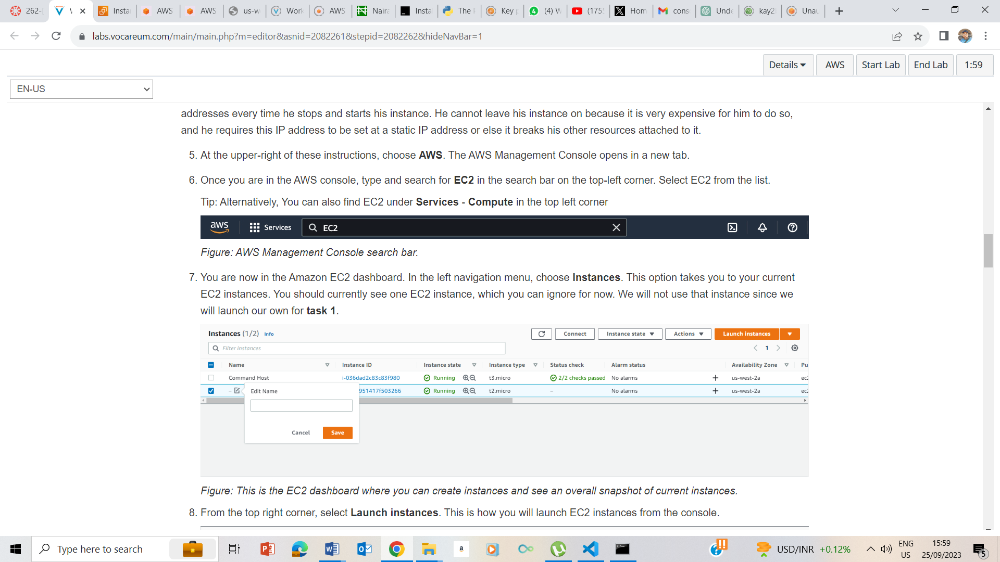 262-[
\
Insta
AWS
AWS
us-w
Work
AWS
Naira
Insta
The P
Key p
(4) W
(175!
Hom
cons
Unde
kay2
Unau
labs.vocareum.com/main/main.php?m=editor&asnid=2082261&stepid=2082262&hideNavBar=1
Details AWS Start Lab End Lab 1:59
EN-US
addresses every time he stops and starts his instance. He cannot leave his instance on because it is very expensive for him to do so,
and he requires this IP address to be set at a static IP address or else it breaks his other resources attached to it.
5. At the upper-right of these instructions, choose AWS. The AWS Management Console opens in a new tab.
6. Once you are in the AWS console, type and search for EC2 in the search bar on the top-left corner. Select EC2 from the list.
Tip: Alternatively, You can also find EC2 under Services - Compute in the top left corner
aws Services EC2
Figure: AWS Management Console search bar.
7. You are now in the Amazon EC2 dashboard. In the left navigation menu, choose Instances. This option takes you to your current
EC2 instances. You should currently see one EC2 instance, which you can ignore for now. We will not use that instance since we
will launch our own for task 1.
Instances (1/2) Info Connect Instance state Actions Launch instances
Filter instances 1
Name Instance ID Instance state Instance type Status check Alarm status Availability Zone Pu
Command Host i-036dad2c83c83f980 Running t3.micro 2/2 checks passed No alarms + us-west-2a ec2
– Edit Name 951417f503266 Running t2.micro – No alarms + us-west-2a ec2
Cancel Save
Figure: This is the EC2 dashboard where you can create instances and see an overall snapshot of current instances.
8. From the top right corner, select Launch instances. This is how you will launch EC2 instances from the console.
Type here to search
a
USD/INR +0.12%
ENG
US
15:59
25/09/2023
5